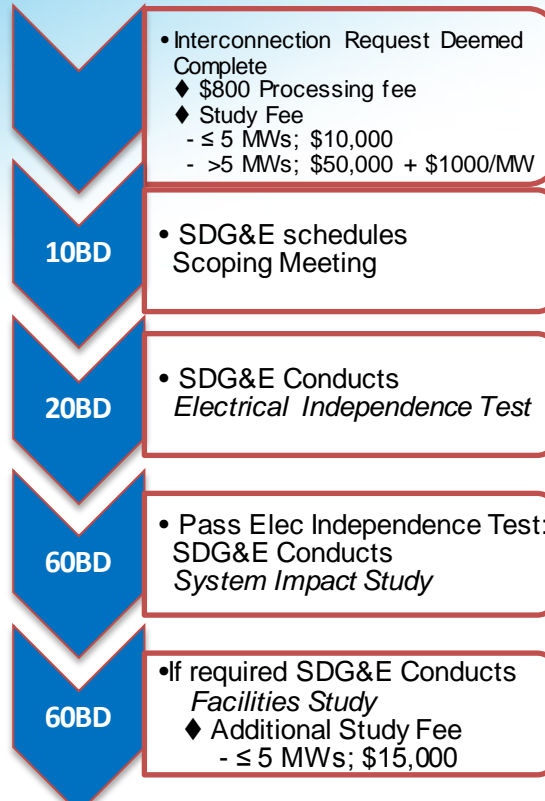 • Interconnection Request Deemed
Complete
♦ $800 Processing fee
♦ Study Fee
- ≤ 5 MWs; $10,000
- >5 MWs; $50,000 + $1000/MW
10BD
• SDG&E schedules
Scoping Meeting
20BD
• SDG&E Conducts
Electrical Independence Test
60BD
• Pass Elec Independence Test:
SDG&E Conducts
System Impact Study
60BD
•If required SDG&E Conducts
Facilities Study
♦ Additional Study Fee
- ≤ 5 MWs; $15,000